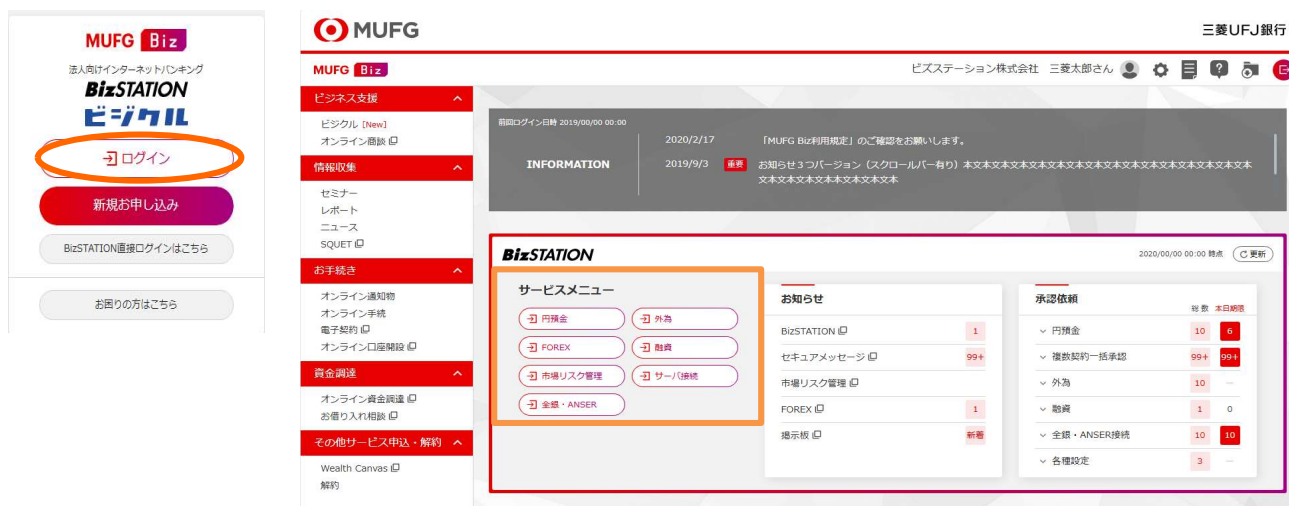 MUFG Biz
法人向けインターネットバンキング
BizSTATION
ビジクル
ログイン
新規お申し込み
BizSTATION直接ログインはこちら
お困りの方はこちら
MUFG
三菱UFJ銀行
MUFG Biz
ビズステーション株式会社 三菱太郎さん
ビジネス支援
ビジクル [New]
オンライン商談
情報収集
セミナー
レポート
ニュース
SQUET
お手続き
オンライン通知物
オンライン手続
電子契約
オンライン口座開設
資金調達
オンライン資金調達
お借り入れ相談
その他サービス申込・解約
Wealth Canvas
解約
前回ログイン日時 2019/00/00 00:00
INFORMATION
2020/2/17 「MUFG Biz利用規定」のご確認をお願いします。
2019/9/3 重要 お知らせ3つバージョン（スクロールバー有り）本文本文本文本文本文本文本文本文本文本文本文本文本文本文本文本文
文本文本文本文本文本文本文本文
BizSTATION
2020/00/00 00:00 時点 更新
サービスメニュー
円預金 外為
FOREX 融資
市場リスク管理 サーバ接続
全銀・ANSER
お知らせ
BizSTATION 1
セキュアメッセージ 99+
市場リスク管理
FOREX 1
掲示板 新着
承認依頼
総数 本日期限
円預金 10 6
複数契約一括承認 99+ 99+
外為 10 —
融資 1 0
全銀・ANSER接続 10 10
各種設定 3 —